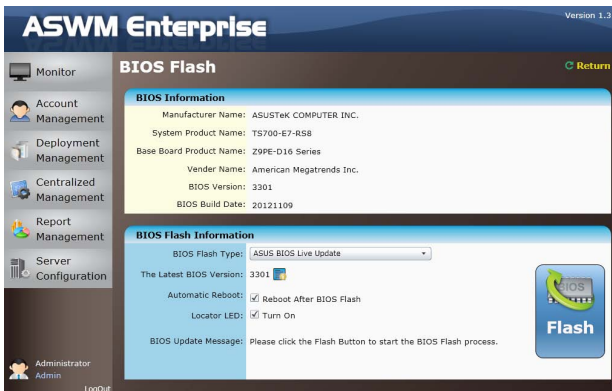 ASWM Enterprise
Version 1.3
Monitor
Account Management
Deployment Management
Centralized Management
Report Management
Server Configuration
Administrator
Admin
LogOut
BIOS Flash
Return
BIOS Information
Manufacturer Name: ASUSTeK COMPUTER INC.
System Product Name: TS700-E7-RS8
Base Board Product Name: Z9PE-D16 Series
Vender Name: American Megatrends Inc.
BIOS Version: 3301
BIOS Build Date: 20121109
BIOS Flash Information
BIOS Flash Type: ASUS BIOS Live Update
The Latest BIOS Version: 3301
Automatic Reboot: Reboot After BIOS Flash
Locator LED: Turn On
BIOS Update Message: Please click the Flash Button to start the BIOS Flash process.
BIOS
Flash